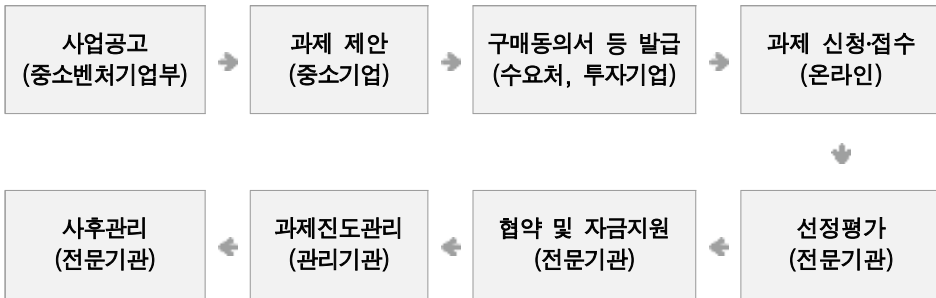 사업공고
(중소벤처기업부)
과제 제안
(중소기업)
구매동의서 등 발급
(수요처, 투자기업)
과제 신청·접수
(온라인)
선정평가
(전문기관)
협약 및 자금지원
(전문기관)
과제진도관리
(관리기관)
사후관리
(전문기관)